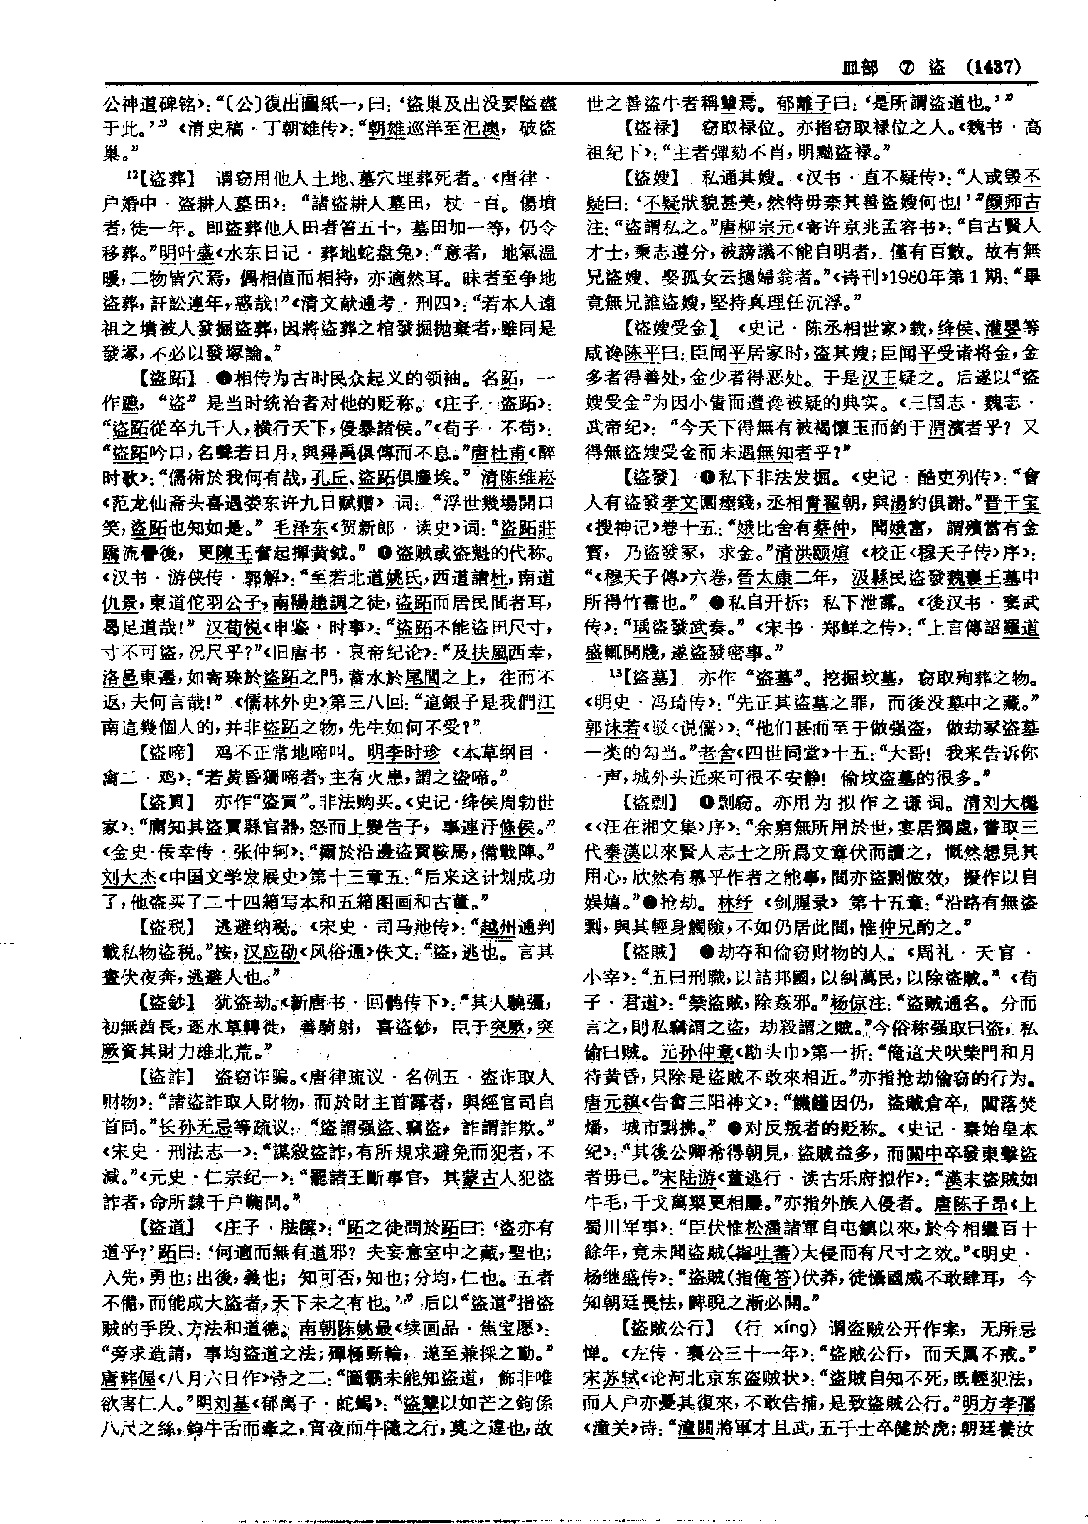 皿部 ⑦ 盗 (1437)
公神道碑铭》：“〔公〕復出圖紙一，曰：‘盜巢及出没要隘盡
于此。’”《清史稿·丁朝雄传》：“朝雄巡洋至汜澳，破盜
巢。”
12【盗葬】 谓窃用他人土地、墓穴埋葬死者。《唐律·
户婚中·盗耕人墓田》：“諸盜耕人墓田，杖一百。傷墳
者，徒一年。即盜葬他人田者笞五十，墓田加一等，仍令
移葬。”明叶盛《水东日记·葬地蛇盘兔》：“意者，地氣溫
暖，二物皆穴焉，偶相值而相持，亦適然耳。昧者至争地
盜葬，訐訟連年，惑哉！”《清文献通考·刑四》：“若本人遠
祖之墳被人發掘盜葬，因將盜葬之棺發掘抛棄者，雖同是
發塚，不必以發塚論。”
【盗跖】 ❶相传为古时民众起义的领袖。名跖，一
作蹠，“盗”是当时统治者对他的贬称。《庄子·盗跖》：
“盜跖從卒九千人，横行天下，侵暴諸侯。”《荀子·不苟》：
“盜跖吟口，名聲若日月，與舜禹俱傳而不息。”唐杜甫《醉
时歌》：“儒術於我何有哉，孔丘、盜跖俱塵埃。”清陈维崧
《范龙仙斋头喜遇娄东许九日赋赠》词：“浮世幾場開口
笑，盜跖也知如是。”毛泽东《贺新郎·读史》词：“盜跖莊
蹻流譽後，更陳王奮起揮黄鉞。”❷盗贼或盗魁的代称。
《汉书·游侠传·郭解》：“至若北道姚氏，西道諸杜，南道
仇景，東道佗羽公子，南陽趙調之徒，盜跖而居民間者耳，
曷足道哉！”汉荀悦《申鉴·时事》：“盜跖不能盜田尺寸，
寸不可盜，况尺乎？”《旧唐书·哀帝纪论》：“及扶風西幸，
洛邑東遷，如寄珠於盜跖之門，蓄水於尾閭之上，往而不
返，夫何言哉！”《儒林外史》第三八回：“這銀子是我們江
南這幾個人的，并非盜跖之物，先生如何不受？”
【盗啼】 鸡不正常地啼叫。明李时珍《本草纲目·
禽二·鸡》：“若黄昏獨啼者，主有火患，謂之盜啼。”
【盗買】 亦作“盗買”。非法购买。《史记·绛侯周勃世
家》：“庸知其盜買縣官器，怒而上變告子，事連汙條侯。”
《金史·佞幸传·张仲轲》：“爾於沿邊盜買鞍馬，備戰陣。”
刘大杰《中国文学发展史》第十三章五：“后来这计划成功
了，他盗买了二十四箱写本和五箱图画和古董。”
【盗税】 逃避纳税。《宋史·司马池传》：“越州通判
載私物盜税。”按，汉应劭《风俗通》佚文：“盜，逃也。言其
晝伏夜奔，逃避人也。”
【盗鈔】 犹盗劫。《新唐书·回鹘传下》：“其人驍彊，
初無酋長，逐水草轉徙，善騎射，喜盜鈔，臣于突厥，突
厥資其財力雄北荒。”
【盗詐】 盗窃诈骗。《唐律疏议·名例五·盗诈取人
财物》：“諸盜詐取人財物，而於財主首露者，與經官司自
首同。”长孙无忌等疏议：“盜謂强盜、竊盜，詐謂詐欺。”
《宋史·刑法志一》：“謀殺盜詐，有所規求避免而犯者，不
減。”《元史·仁宗纪一》：“罷諸王斷事官，其蒙古人犯盜
詐者，命所隸千户鞫問。”
【盗道】 《庄子·胠箧》：“跖之徒問於跖曰：‘盜亦有
道乎？’跖曰：‘何適而無有道邪？夫妄意室中之藏，聖也；
入先，勇也；出後，義也；知可否，知也；分均，仁也。五者
不備，而能成大盜者，天下未之有也。’”后以“盗道”指盗
贼的手段、方法和道德。南朝陈姚最《续画品·焦宝愿》：
“旁求造請，事均盜道之法；殫極斲輪，遂至兼採之勤。”
唐韩偓《八月六日作》诗之二：“圖霸未能知盜道，飾非唯
欲害仁人。”明刘基《郁离子·蛇蝎》：“盜犨以如芒之鉤係
八尺之絲，鉤牛舌而牽之，宵夜而牛隨之行，莫之違也，故
世之善盜牛者稱犨焉。郁離子曰：‘是所謂盜道也。’”
【盗禄】 窃取禄位。亦指窃取禄位之人。《魏书·高
祖纪下》：“主者彈劾不肖，明黜盜禄。”
【盗嫂】 私通其嫂。《汉书·直不疑传》：“人或毁不
疑曰：‘不疑狀貌甚美，然特毋柰其善盜嫂何也！’”颜师古
注：“盜謂私之。”唐柳宗元《寄许京兆孟容书》：“自古賢人
才士，秉志遵分，被謗議不能自明者，僅有百數。故有無
兄盜嫂、娶孤女云撾婦翁者。”《诗刊》1980年第1期：“畢
竟無兄誰盜嫂，堅持真理任沉浮。”
【盗嫂受金】 《史记·陈丞相世家》载，绛侯、灌婴等
咸谗陈平曰：臣闻平居家时，盗其嫂；臣闻平受诸将金，金
多者得善处，金少者得恶处。于是汉王疑之。后遂以“盗
嫂受金”为因小眚而遭谗被疑的典实。《三国志·魏志·
武帝纪》：“今天下得無有被褐懷玉而釣于渭濱者乎？又
得無盜嫂受金而未遇無知者乎？”
【盗發】 ❶私下非法发掘。《史记·酷吏列传》：“會
人有盜發孝文園瘞錢，丞相青翟朝，與湯約俱謝。”晋干宝
《搜神记》卷十五：“娥比舍有蔡仲，聞娥富，謂殯當有金
寳，乃盜發冢，求金。”清洪颐煊《校正〈穆天子传〉序》：
“《穆天子傳》六卷，晉太康二年，汲縣民盜發魏襄王墓中
所得竹書也。”❷私自开拆；私下泄露。《後汉书·窦武
传》：“瑀盜發武奏。”《宋书·郑鲜之传》：“上言傳詔羅道
盛輒開牋，遂盜發密事。”
13【盗墓】 亦作“盗墓”。挖掘坟墓，窃取殉葬之物。
《明史·冯琦传》：“先正其盜墓之罪，而後没墓中之藏。”
郭沫若《驳〈说儒〉》：“他们甚而至于做强盗，做劫冢盗墓
一类的勾当。”老舍《四世同堂》十五：“大哥！我来告诉你
一声，城外头近来可很不安静！偷坟盗墓的很多。”
【盗剽】 ❶剽窃。亦用为拟作之谦词。清刘大櫆
《〈汪在湘文集〉序》：“余窮無所用於世，宴居獨處，嘗取三
代秦漢以來賢人志士之所爲文章伏而讀之，慨然想見其
用心，欣然有慕乎作者之能事，間亦盜剽倣效，擬作以自
娱嬉。”❷抢劫。林纾《剑腥录》第十五章：“沿路有無盜
剽，與其輕身觸險，不如仍居此間，惟仲兄酌之。”
【盗贼】 ❶劫夺和偷窃财物的人。《周礼·天官·
小宰》：“五曰刑職，以詰邦國，以糾萬民，以除盜賊。”《荀
子·君道》：“禁盜賊，除姦邪。”杨倞注：“盜賊通名。分而
言之，則私竊謂之盜，劫殺謂之賊。”今俗称强取曰盗，私
偷曰贼。元孙仲章《勘头巾》第一折：“俺這犬吠柴門和月
待黄昏，只除是盜賊不敢來相近。”亦指抢劫偷窃的行为。
唐元稹《告畬三阳神文》：“饑饉因仍，盜賊倉卒，閭落焚
燔，城市剽拂。”❷对反叛者的贬称。《史记·秦始皇本
纪》：“其後公卿希得朝見，盜賊益多，而關中卒發東擊盜
者毋已。”宋陆游《董逃行·读古乐府拟作》：“漢末盜賊如
牛毛，千戈萬槊更相鏖。”亦指外族入侵者。唐陈子昂《上
蜀川军事》：“臣伏惟松潘諸軍自屯鎮以來，於今相繼百十
餘年，竟未聞盜賊(指吐蕃)大侵而有尺寸之效。”《明史·
杨继盛传》：“盜賊(指俺答)伏莽，徒懾國威不敢肆耳，今
知朝廷畏怯，睥睨之漸必開。”
【盗贼公行】（行 xíng）谓盗贼公开作案，无所忌
惮。《左传·襄公三十一年》：“盜賊公行，而天厲不戒。”
宋苏轼《论河北京东盗贼状》：“盜賊自知不死，既輕犯法，
而人户亦憂其復來，不敢告捕，是致盜賊公行。”明方孝孺
《潼关》诗：“潼關將軍才且武，五千士卒健於虎；朝廷養汝